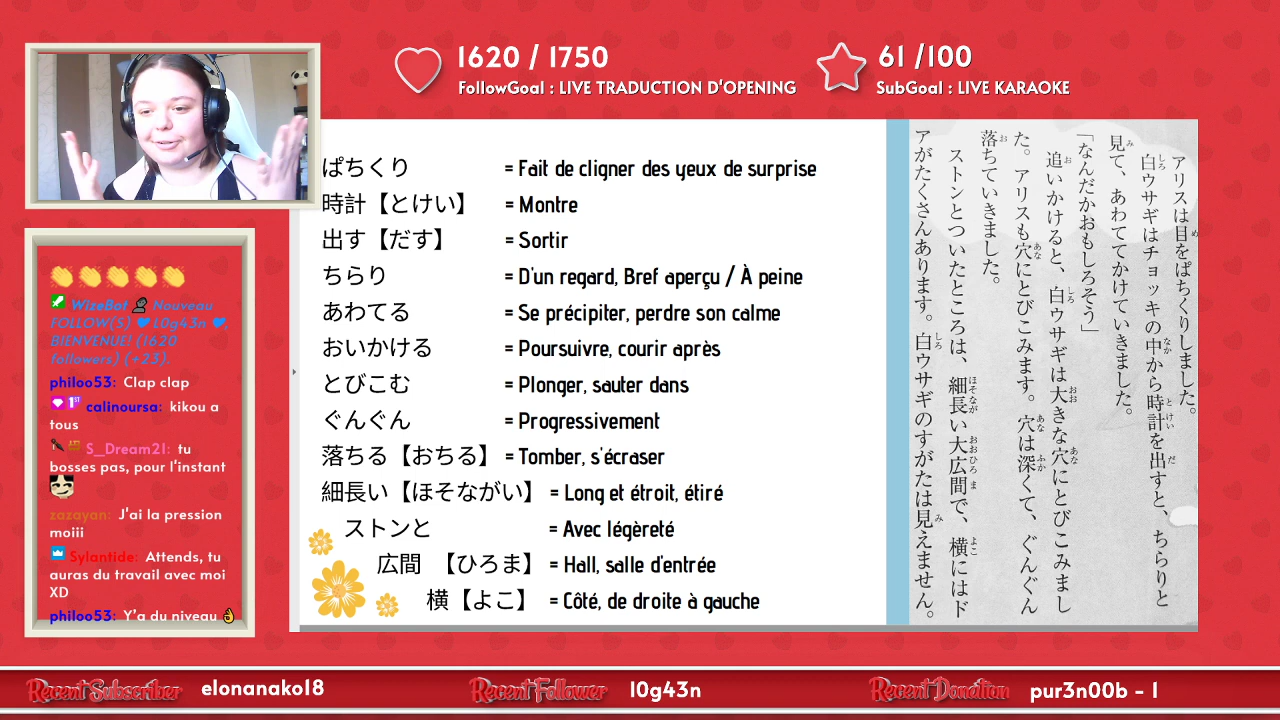 1620 / 1750
FollowGoal : LIVE TRADUCTION D'OPENING
61 /100
SubGoal : LIVE KARAOKE
ぱちくり = Fait de cligner des yeux de surprise
時計【とけい】 = Montre
出す【だす】 = Sortir
ちらり = D'un regard, Bref aperçu / À peine
あわてる = Se précipiter, perdre son calme
おいかける = Poursuivre, courir après
とびこむ = Plonger, sauter dans
ぐんぐん = Progressivement
落ちる【おちる】 = Tomber, s'écraser
細長い【ほそながい】 = Long et étroit, étiré
ストンと = Avec légèreté
広間 【ひろま】 = Hall, salle d'entrée
横【よこ】 = Côté, de droite à gauche
アリスは目をぱちくりしました。
白ウサギはチョッキの中から時計を出すと、ちらりと
見て、あわててかけていきました。
「なんだかおもしろそう」
追いかけると、白ウサギは大きな穴にとびこみまし
た。アリスも穴にとびこみます。穴は深くて、ぐんぐん
落ちていきました。
ストンとついたところは、細長い大広間で、横にはド
アがたくさんあります。白ウサギのすがたは見えません。
WizeBot Nouveau
FOLLOW(S) L0g43n ,
BIENVENUE! (1620
followers) (+23).
philoo53: Clap clap
1ST calinoursa: kikou a
tous
S_Dream21: tu
bosses pas, pour l'instant
zazayan: J'ai la pression
moiii
Sylantide: Attends, tu
auras du travail avec moi
XD
philoo53: Y'a du niveau
Recent Subscriber elonanako18
Recent Follower l0g43n
Recent Donation pur3n00b - 1